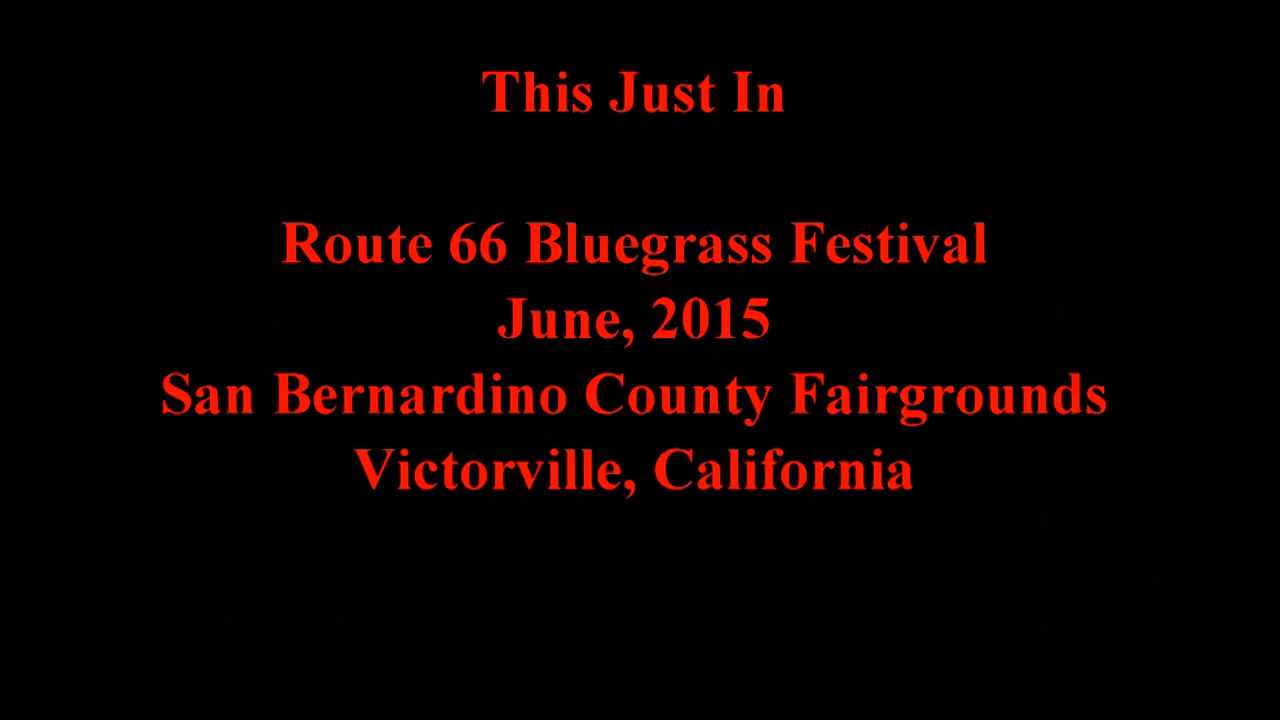 This Just In
Route 66 Bluegrass Festival
June, 2015
San Bernardino County Fairgrounds
Victorville, California